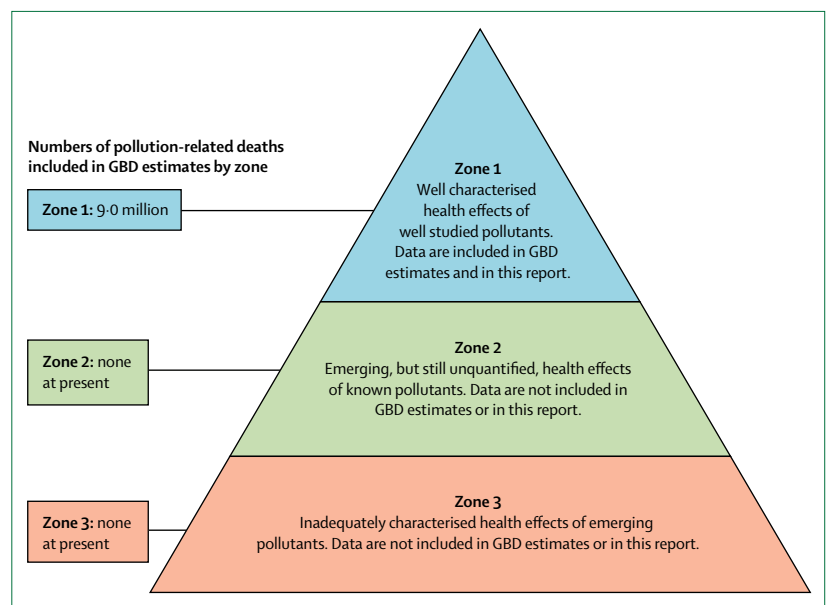 Numbers of pollution-related deaths
included in GBD estimates by zone
Zone 1: 9·0 million
Zone 1
Well characterised
health effects of
well studied pollutants.
Data are included in GBD
estimates and in this report.
Zone 2: none
at present
Zone 2
Emerging, but still unquantified, health effects
of known pollutants. Data are not included in
GBD estimates or in this report.
Zone 3: none
at present
Zone 3
Inadequately characterised health effects of emerging
pollutants. Data are not included in GBD estimates or in this report.